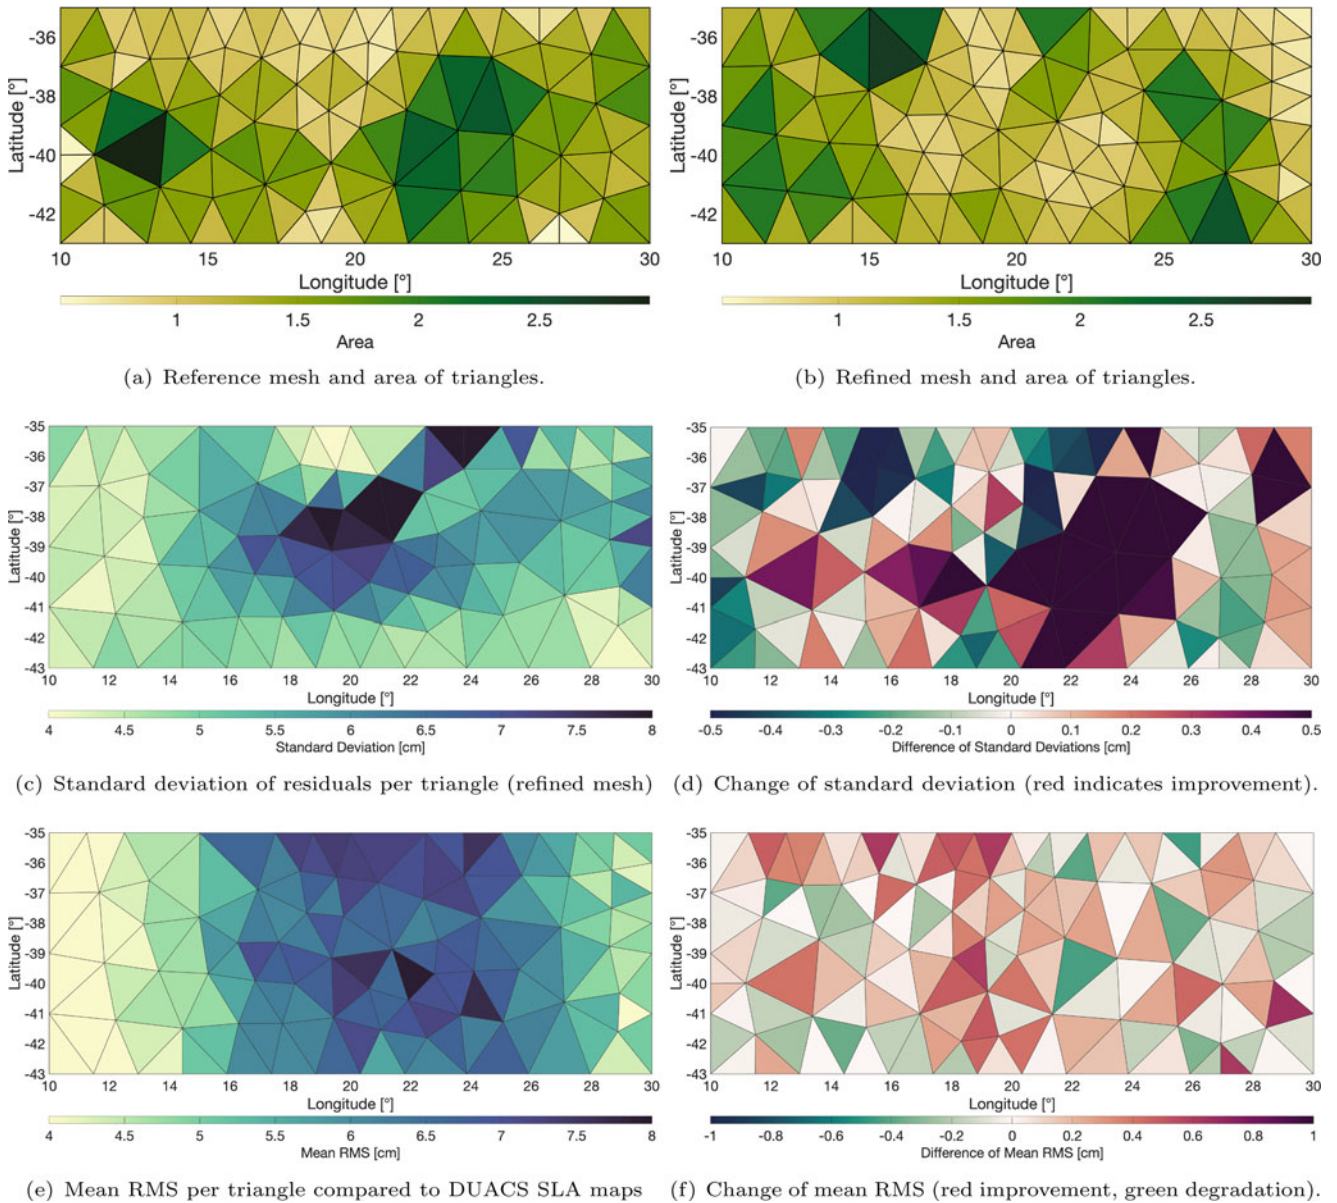 Latitude [°]
-36
-38
-40
-42
10 15 20 25 30
Longitude [°]
1 1.5 2 2.5
Area
(a) Reference mesh and area of triangles.
Latitude [°]
-36
-38
-40
-42
10 15 20 25 30
Longitude [°]
1 1.5 2 2.5
Area
(b) Refined mesh and area of triangles.
Latitude [°]
-35
-36
-37
-38
-39
-40
-41
-42
-43
10 12 14 16 18 20 22 24 26 28 30
Longitude [°]
4 4.5 5 5.5 6 6.5 7 7.5 8
Standard Deviation [cm]
(c) Standard deviation of residuals per triangle (refined mesh)
Latitude [°]
-35
-36
-37
-38
-39
-40
-41
-42
-43
10 12 14 16 18 20 22 24 26 28 30
Longitude [°]
-0.5 -0.4 -0.3 -0.2 -0.1 0 0.1 0.2 0.3 0.4 0.5
Difference of Standard Deviations [cm]
(d) Change of standard deviation (red indicates improvement).
Latitude [°]
-35
-36
-37
-38
-39
-40
-41
-42
-43
10 12 14 16 18 20 22 24 26 28 30
Longitude [°]
4 4.5 5 5.5 6 6.5 7 7.5 8
Mean RMS [cm]
(e) Mean RMS per triangle compared to DUACS SLA maps
Latitude [°]
-35
-36
-37
-38
-39
-40
-41
-42
-43
10 12 14 16 18 20 22 24 26 28 30
Longitude [°]
-1 -0.8 -0.6 -0.4 -0.2 0 0.2 0.4 0.6 0.8 1
Difference of Mean RMS [cm]
(f) Change of mean RMS (red improvement, green degradation).